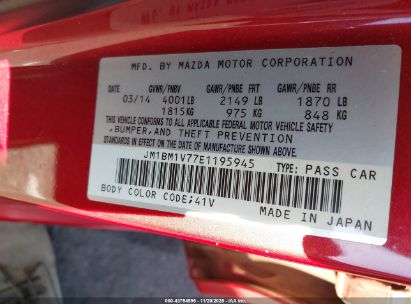 MFD. BY MAZDA MOTOR CORPORATION
GVWR/PNBV GAWR/PNBE FRT GAWR/PNBE RR
03/14 4001LB 2149 LB 1870 LB
1815KG 975 KG 848 KG
THIS VEHICLE CONFORMS TO ALL APPLICABLE FEDERAL MOTOR VEHICLE SAFETY
,BUMPER,AND THEFT PREVENTION
STANDARDS IN EFFECT ON THE DATE OF MANUFACTURE SHOWN ABOVE.
JM1BM1V77E1195945 TYPE: PASS CAR
BODY COLOR CODE;41V MADE IN JAPAN